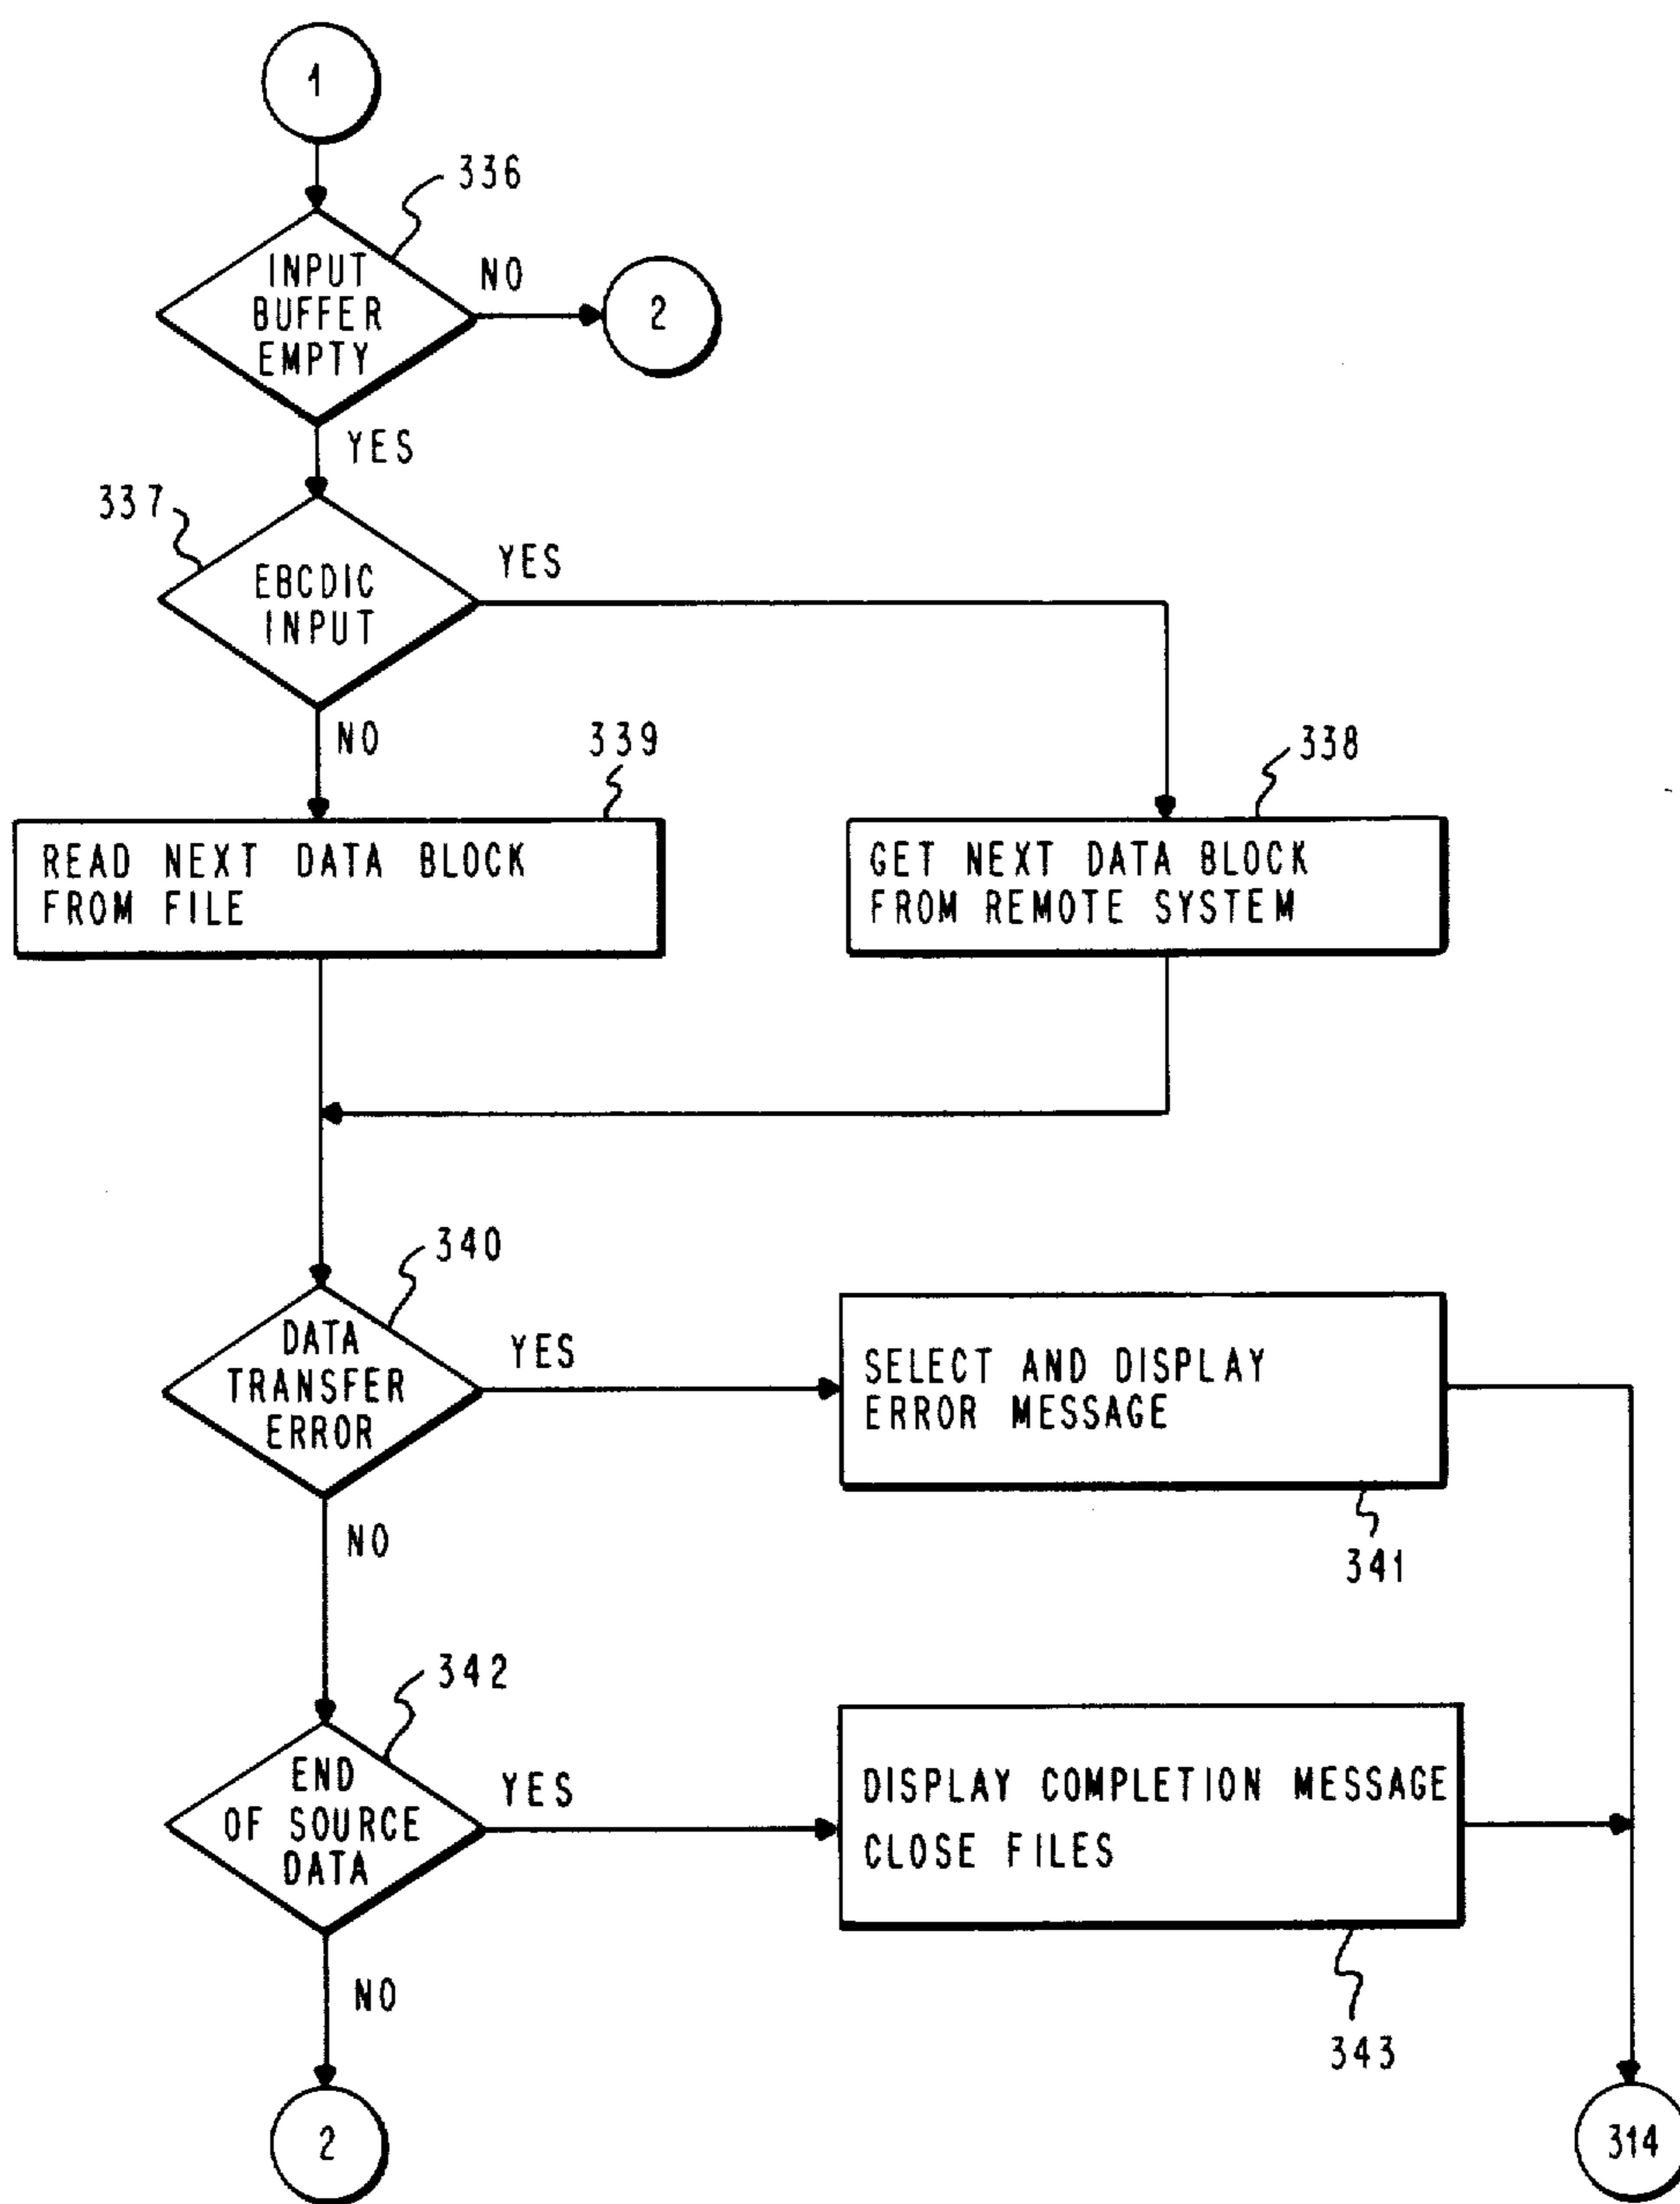 1
336
INPUT
BUFFER
EMPTY
NO
2
YES
337
EBCDIC
INPUT
YES
NO
339
338
READ NEXT DATA BLOCK
FROM FILE
GET NEXT DATA BLOCK
FROM REMOTE SYSTEM
340
DATA
TRANSFER
ERROR
YES
SELECT AND DISPLAY
ERROR MESSAGE
341
NO
342
END
OF SOURCE
DATA
YES
DISPLAY COMPLETION MESSAGE
CLOSE FILES
343
NO
2
314